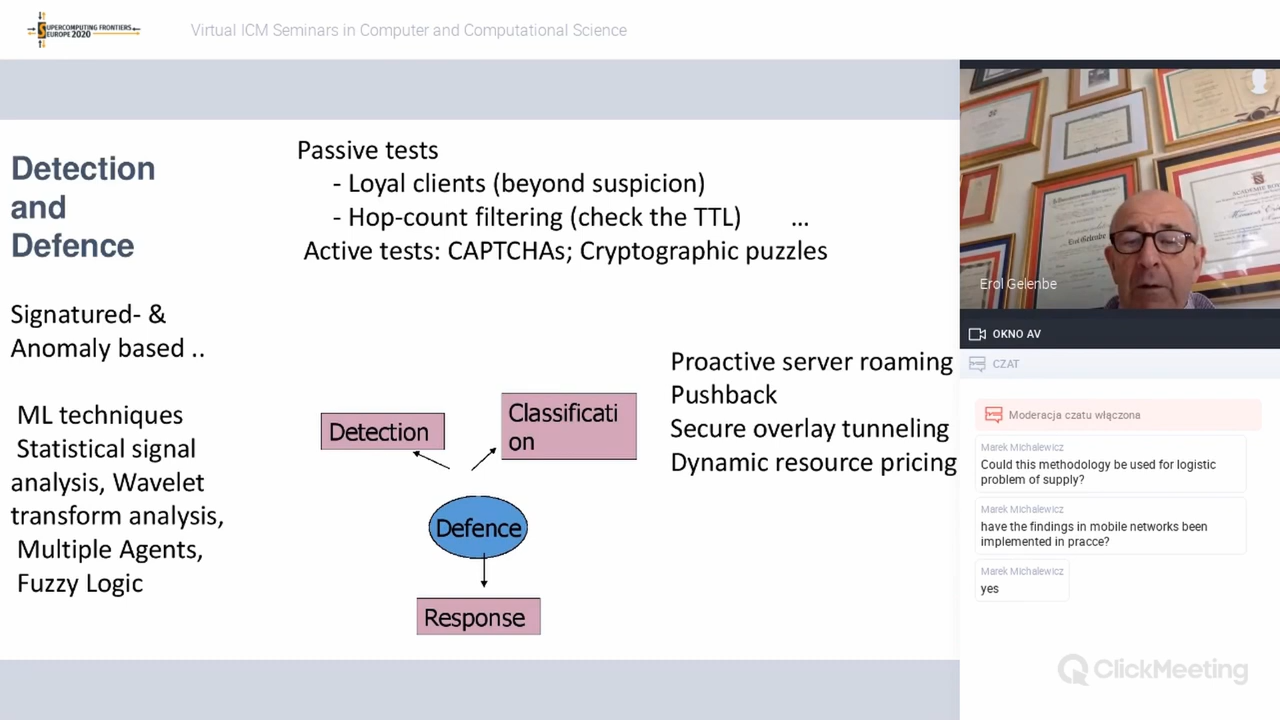 SUPERCOMPUTING FRONTIERS
EUROPE 2020
Virtual ICM Seminars in Computer and Computational Science
Detection
and
Defence
Signatured- &
Anomaly based ..
ML techniques
Statistical signal
analysis, Wavelet
transform analysis,
Multiple Agents,
Fuzzy Logic
Passive tests
- Loyal clients (beyond suspicion)
- Hop-count filtering (check the TTL) ...
Active tests: CAPTCHAs; Cryptographic puzzles
Detection
Classificati
on
Defence
Response
Proactive server roaming
Pushback
Secure overlay tunneling
Dynamic resource pricing
ACADEMIE ROY
Erol Gelenbe
Erol Gelenbe
OKNO AV
CZAT
Moderacja czatu włączona
Marek Michalewicz
Could this methodology be used for logistic
problem of supply?
Marek Michalewicz
have the findings in mobile networks been
implemented in pracce?
Marek Michalewicz
yes
ClickMeeting